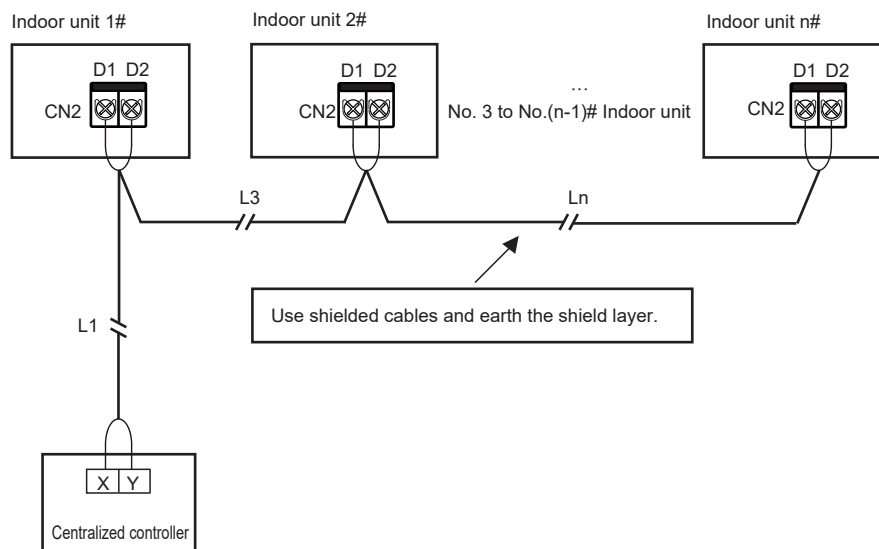 Indoor unit 1#
Indoor unit 2#
Indoor unit n#
D1 D2
CN2
D1 D2
CN2
...
No. 3 to No.(n-1)# Indoor unit
D1 D2
CN2
L3
Ln
Use shielded cables and earth the shield layer.
L1
X Y
Centralized controller